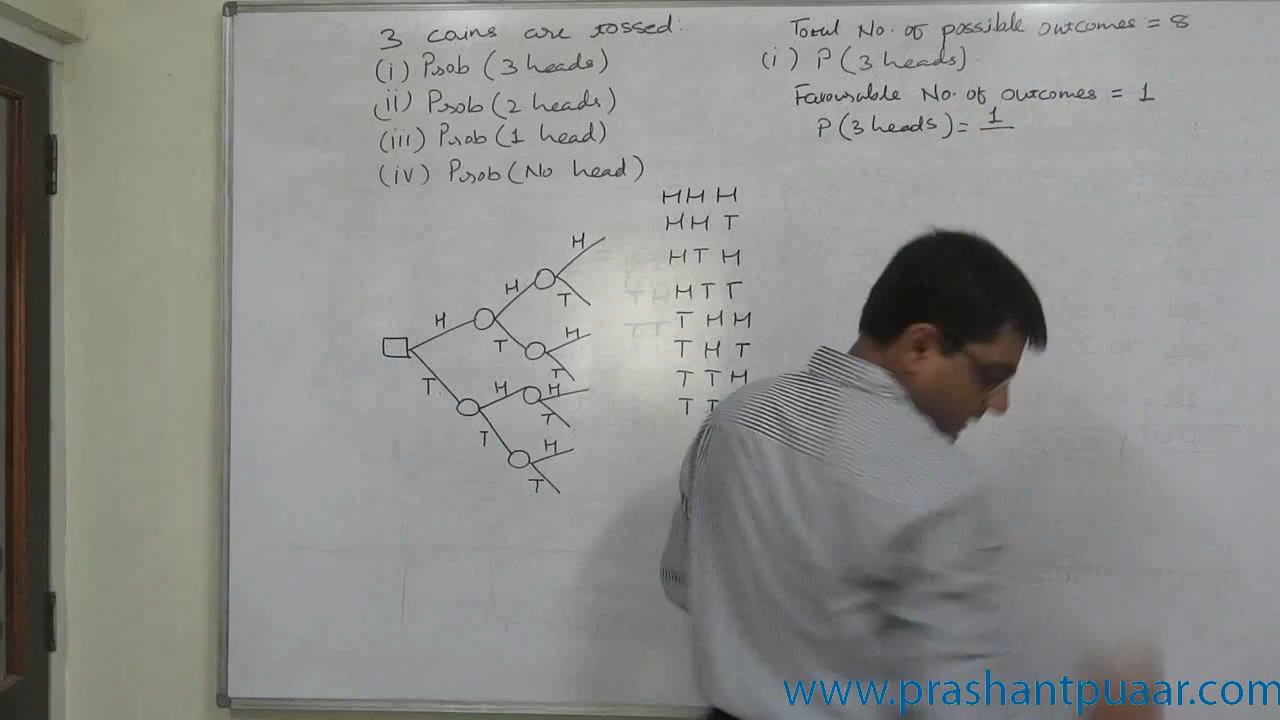 3 coins are tossed.
(i) Prob (3 heads)
(ii) Prob (2 heads)
(iii) Prob (1 head)
(iv) Prob (No head)
Total No. of possible outcomes = 8
(i) P (3 heads)
Favourable No. of outcomes = 1
P (3 heads) = 1
H H H
H H T
H T H
H T T
T H H
T H T
T T H
T T
H
H
T
H
T
H
T
T
H
H
T
T
H
T
www.prashantpuaar.com